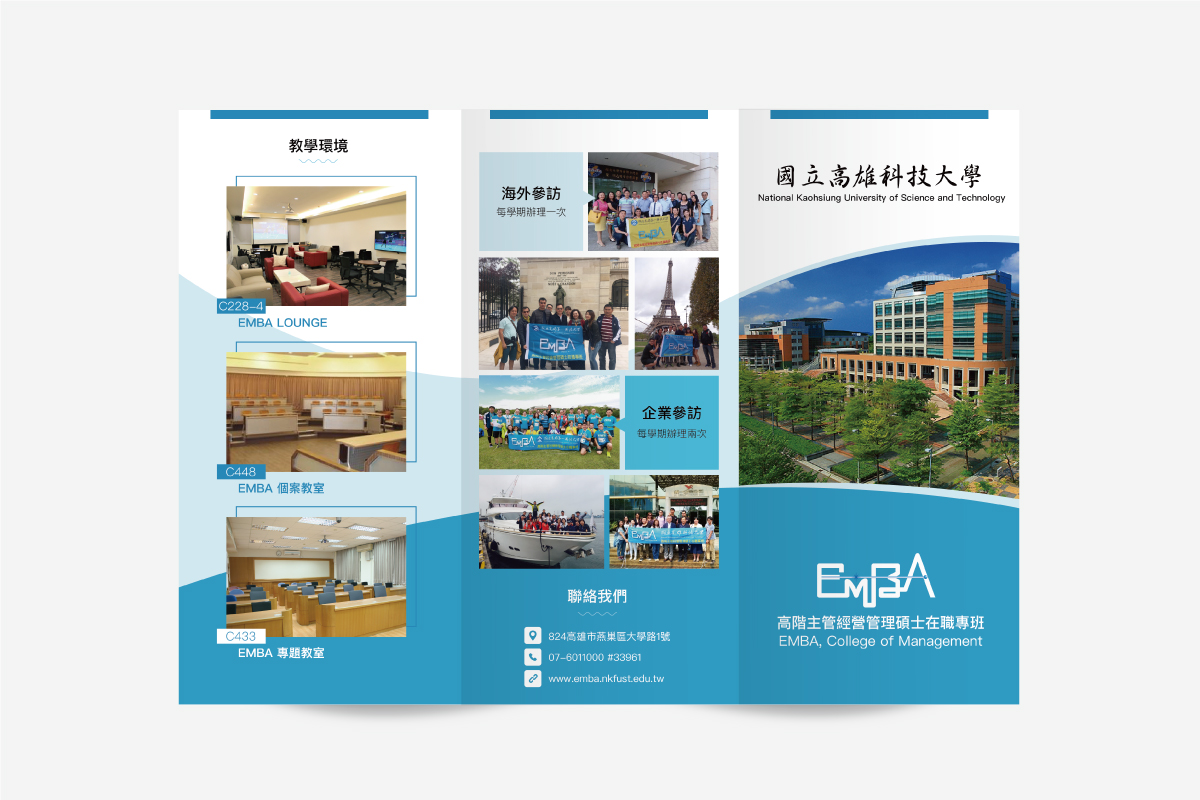 教學環境
C228-4
EMBA LOUNGE
C448
EMBA 個案教室
C433
EMBA 專題教室
海外參訪
每學期辦理一次
EMBA
EMBA
EMBA
企業參訪
每學期辦理兩次
EMBA
聯絡我們
824高雄市燕巢區大學路1號
07-6011000 #33961
www.emba.nkfust.edu.tw
國立高雄科技大學
National Kaohsiung University of Science and Technology
EMBA
高階主管經營管理碩士在職專班
EMBA, College of Management